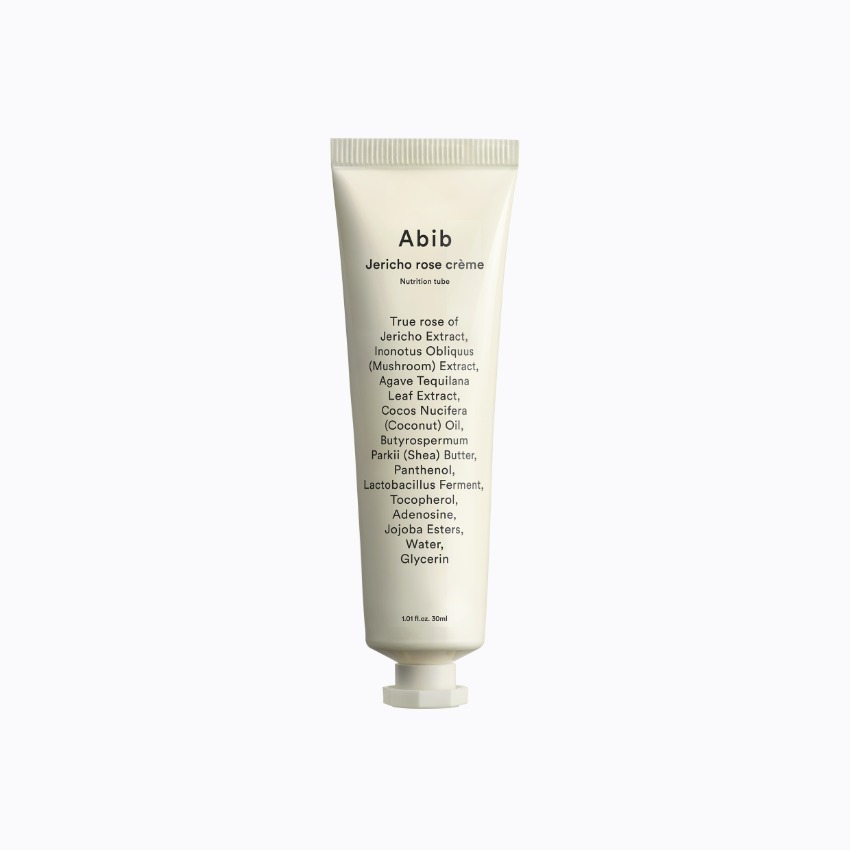 Abib
Jericho rose crème
Nutrition tube
True rose of
Jericho Extract,
Inonotus Obliquus
(Mushroom) Extract,
Agave Tequilana
Leaf Extract,
Cocos Nucifera
(Coconut) Oil,
Butyrospermum
Parkii (Shea) Butter,
Panthenol,
Lactobacillus Ferment,
Tocopherol,
Adenosine,
Jojoba Esters,
Water,
Glycerin
1.01 fl.oz. 30ml